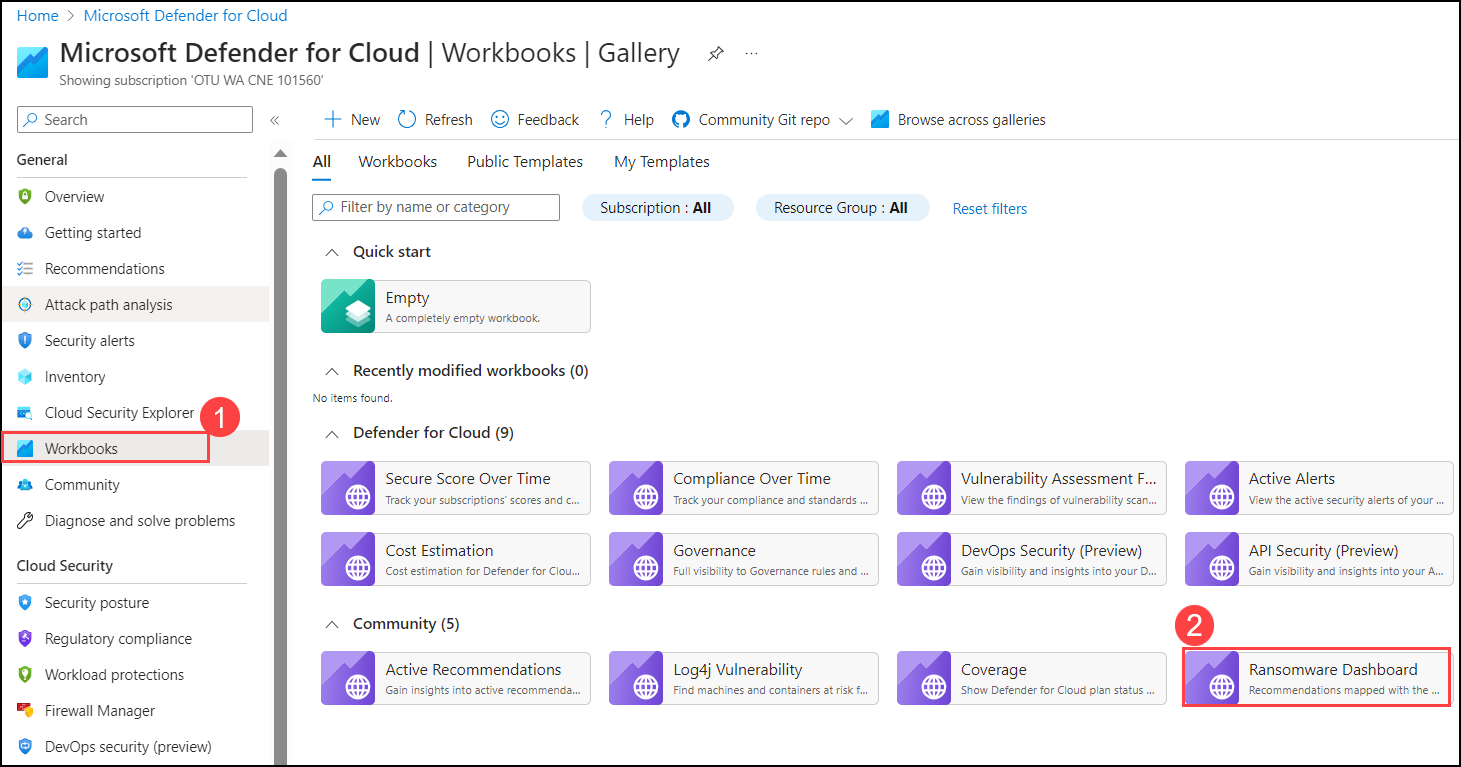 Home > Microsoft Defender for Cloud
Microsoft Defender for Cloud | Workbooks | Gallery ...
Showing subscription 'OTU WA CNE 101560'
Search «
New Refresh Feedback ? Help Community Git repo Browse across galleries
All Workbooks Public Templates My Templates
Filter by name or category Subscription : All Resource Group : All Reset filters
General
Overview
Getting started
Recommendations
Attack path analysis
Security alerts
Inventory
Cloud Security Explorer
1
Workbooks
Community
Diagnose and solve problems
Cloud Security
Security posture
Regulatory compliance
Workload protections
Firewall Manager
DevOps security (preview)
Quick start
Empty
A completely empty workbook.
Recently modified workbooks (0)
No items found.
Defender for Cloud (9)
Secure Score Over Time
Track your subscriptions' scores and c...
Compliance Over Time
Track your compliance and standards ...
Vulnerability Assessment F...
View the findings of vulnerability scan...
Active Alerts
View the active security alerts of your ...
Cost Estimation
Cost estimation for Defender for Clou...
Governance
Full visibility to Governance rules and ...
DevOps Security (Preview)
Gain visibility and insights into your D...
API Security (Preview)
Gain visibility and insights into your A...
Community (5)
Active Recommendations
Gain insights into active recommenda...
Log4j Vulnerability
Find machines and containers at risk f...
Coverage
Show Defender for Cloud plan status ...
2
Ransomware Dashboard
Recommendations mapped with the ...